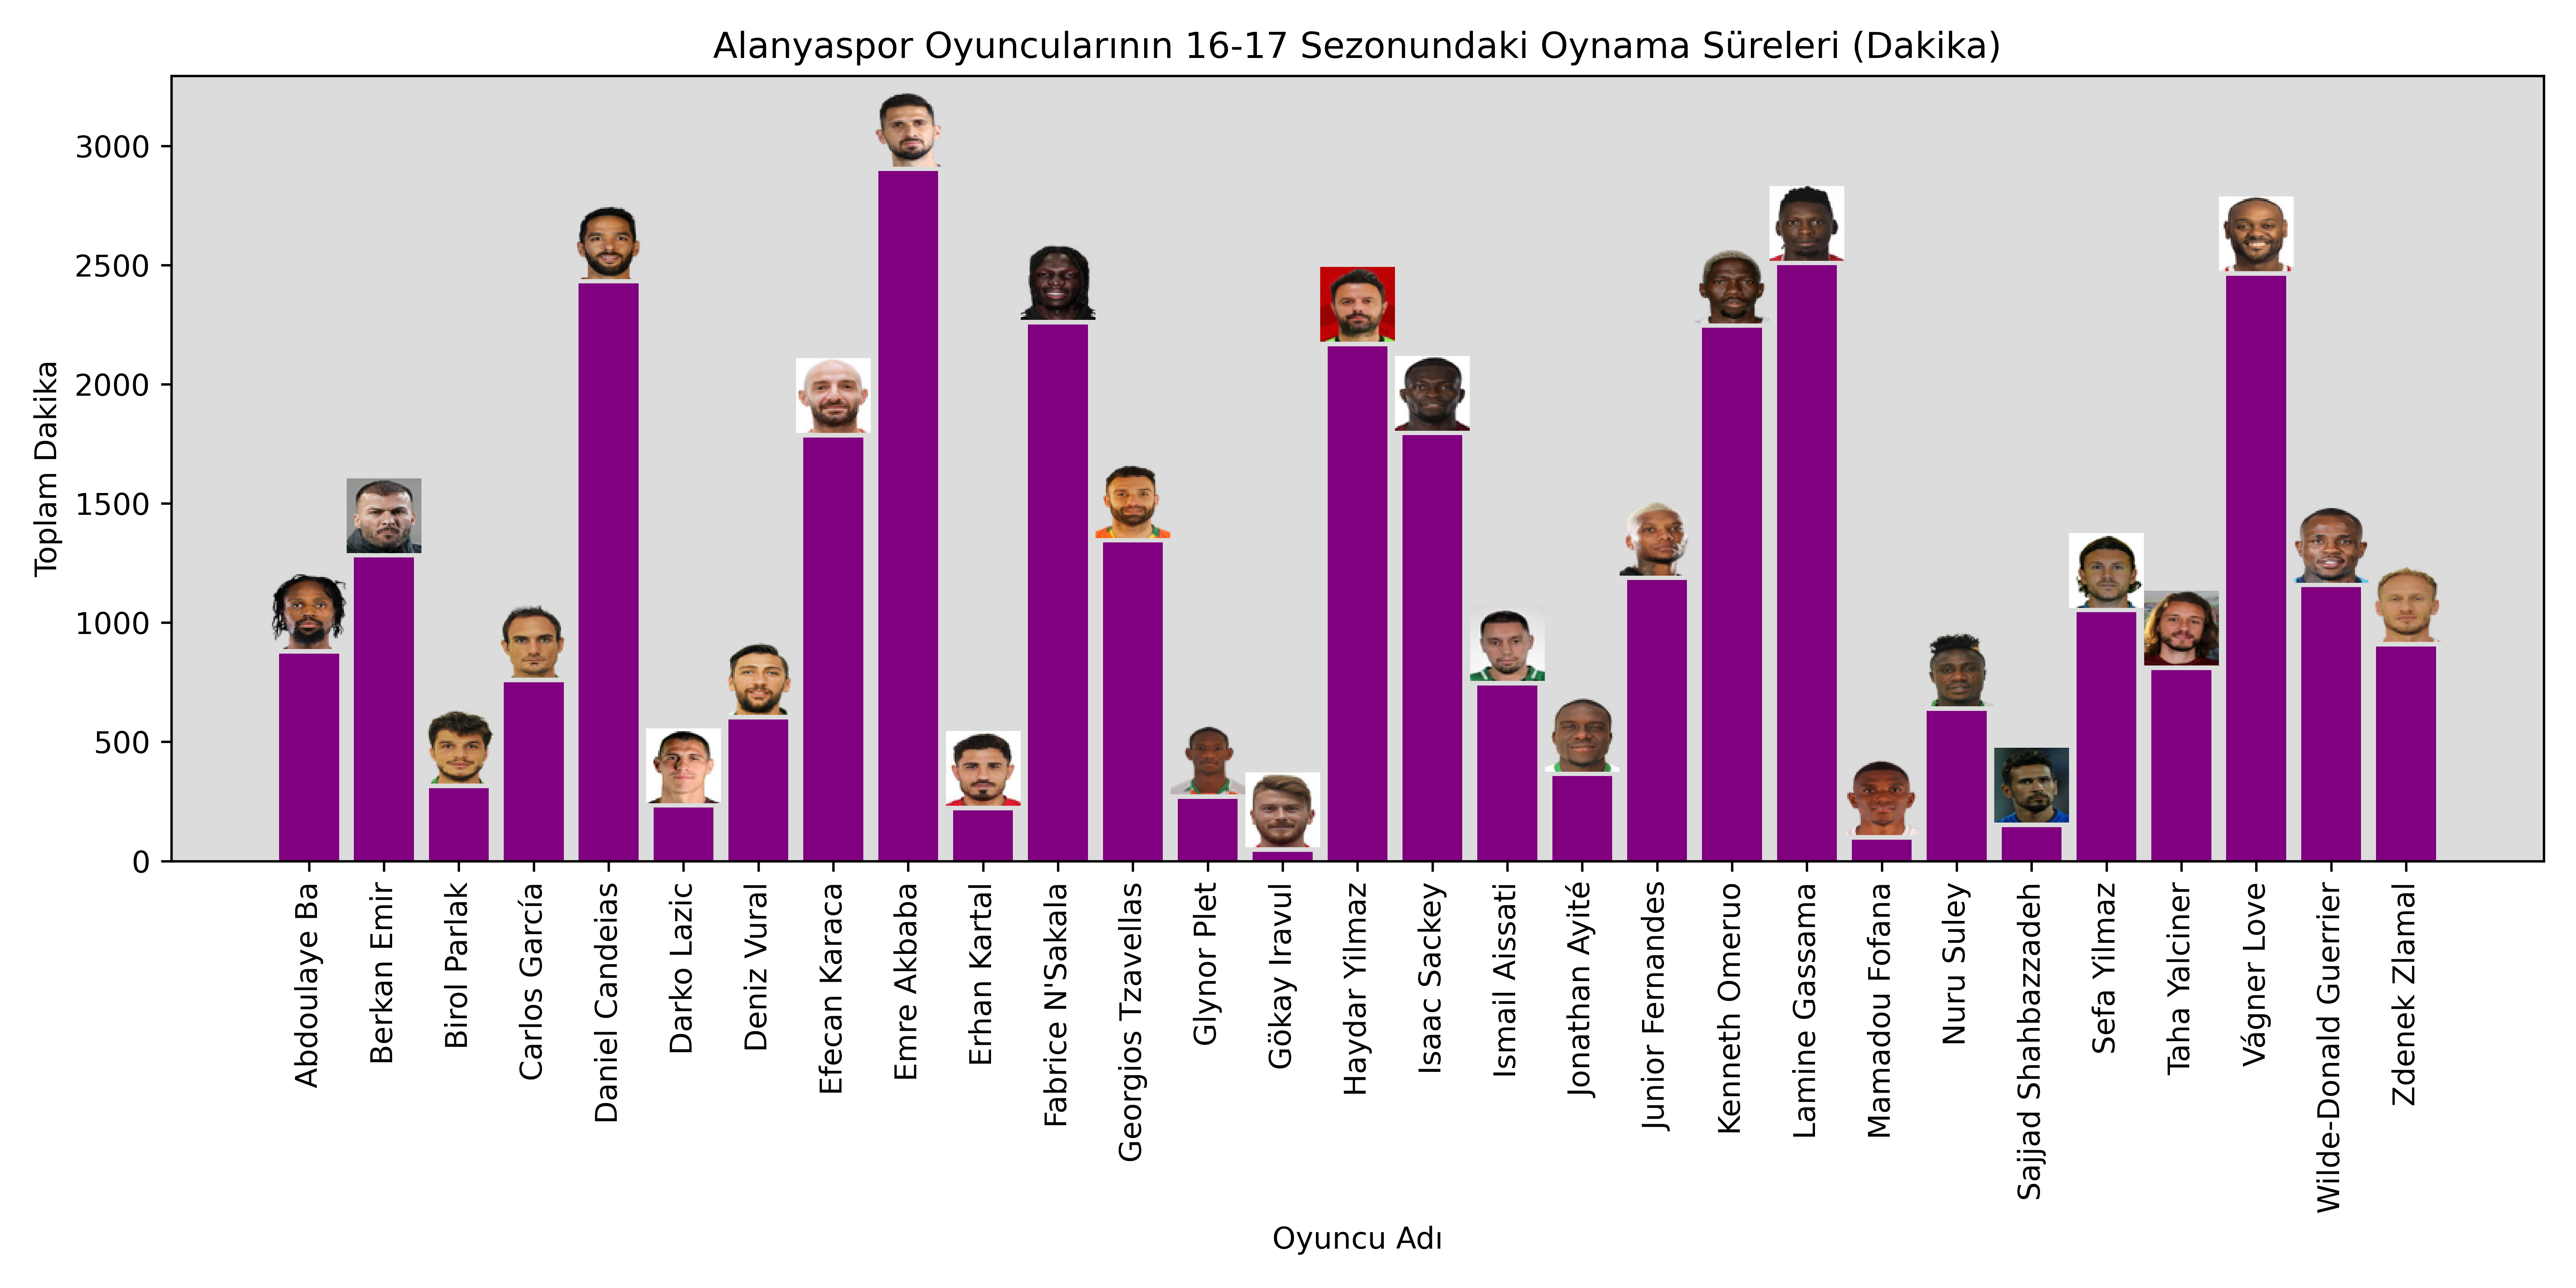 Alanyaspor Oyuncularının 16-17 Sezonundaki Oynama Süreleri (Dakika)
Toplam Dakika
3000
2500
2000
1500
1000
500
0
Abdoulaye Ba
Berkan Emir
Birol Parlak
Carlos García
Daniel Candeias
Darko Lazic
Deniz Vural
Efecan Karaca
Emre Akbaba
Erhan Kartal
Fabrice N'Sakala
Georgios Tzavellas
Glynor Plet
Gökay Iravul
Haydar Yilmaz
Isaac Sackey
Ismail Aissati
Jonathan Ayité
Junior Fernandes
Kenneth Omeruo
Lamine Gassama
Mamadou Fofana
Nuru Suley
Sajjad Shahbazzadeh
Sefa Yilmaz
Taha Yalciner
Vágner Love
Wilde-Donald Guerrier
Zdenek Zlamal
Oyuncu Adı